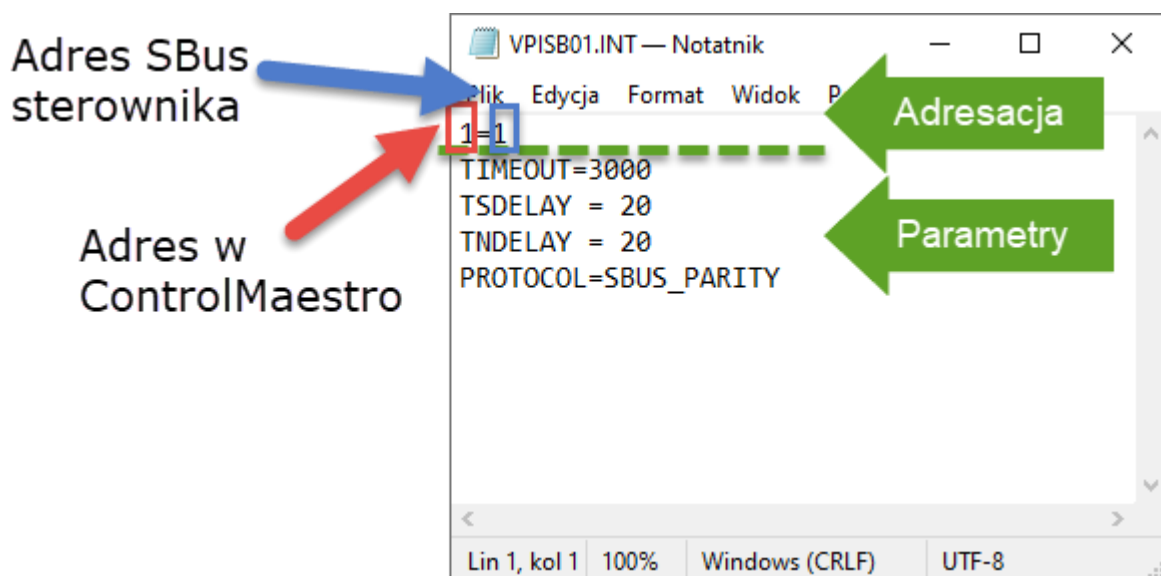 Adres SBus
sterownika
Adres w
ControlMaestro
VPISB01.INT — Notatnik
Plik Edycja Format Widok P
Adresacja
1=1
TIMEOUT=3000
TSDELAY = 20
TNDELAY = 20
PROTOCOL=SBUS_PARITY
Parametry
Lin 1, kol 1 100% Windows (CRLF) UTF-8